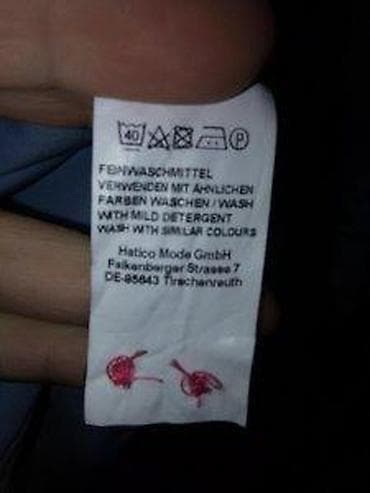 40 P
FEINWASCHMITTEL
VERWENDEN MIT ÄHNLICHEN
FARBEN WASCHEN / WASH
WITH MILD DETERGENT
WASH WITH SIMILAR COLOURS
Hatico Mode GmbH
Falkenberger Strasse 7
DE-95643 Tirschenreuth